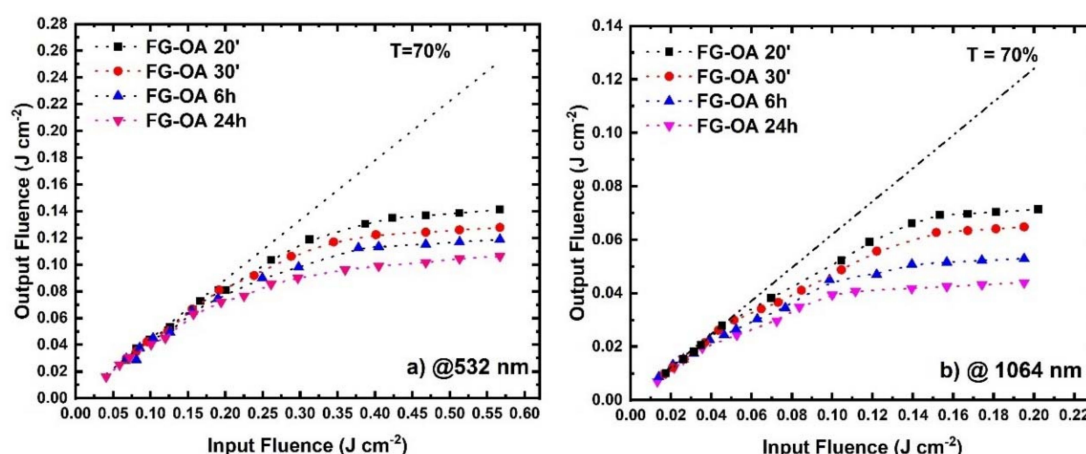 0.28
0.26
0.24
0.22
0.20
0.18
0.16
0.14
0.12
0.10
0.08
0.06
0.04
0.02
0.00
Output Fluence (J cm-2)
FG-OA 20'
FG-OA 30'
FG-OA 6h
FG-OA 24h
T=70%
a) @532 nm
0.00 0.05 0.10 0.15 0.20 0.25 0.30 0.35 0.40 0.45 0.50 0.55 0.60
Input Fluence (J cm-2)
0.14
0.12
0.10
0.08
0.06
0.04
0.02
0.00
Output Fluence (J cm-2)
FG-OA 20'
FG-OA 30'
FG-OA 6h
FG-OA 24h
T = 70%
b) @ 1064 nm
0.00 0.02 0.04 0.06 0.08 0.10 0.12 0.14 0.16 0.18 0.20 0.22
Input Fluence (J cm-2)